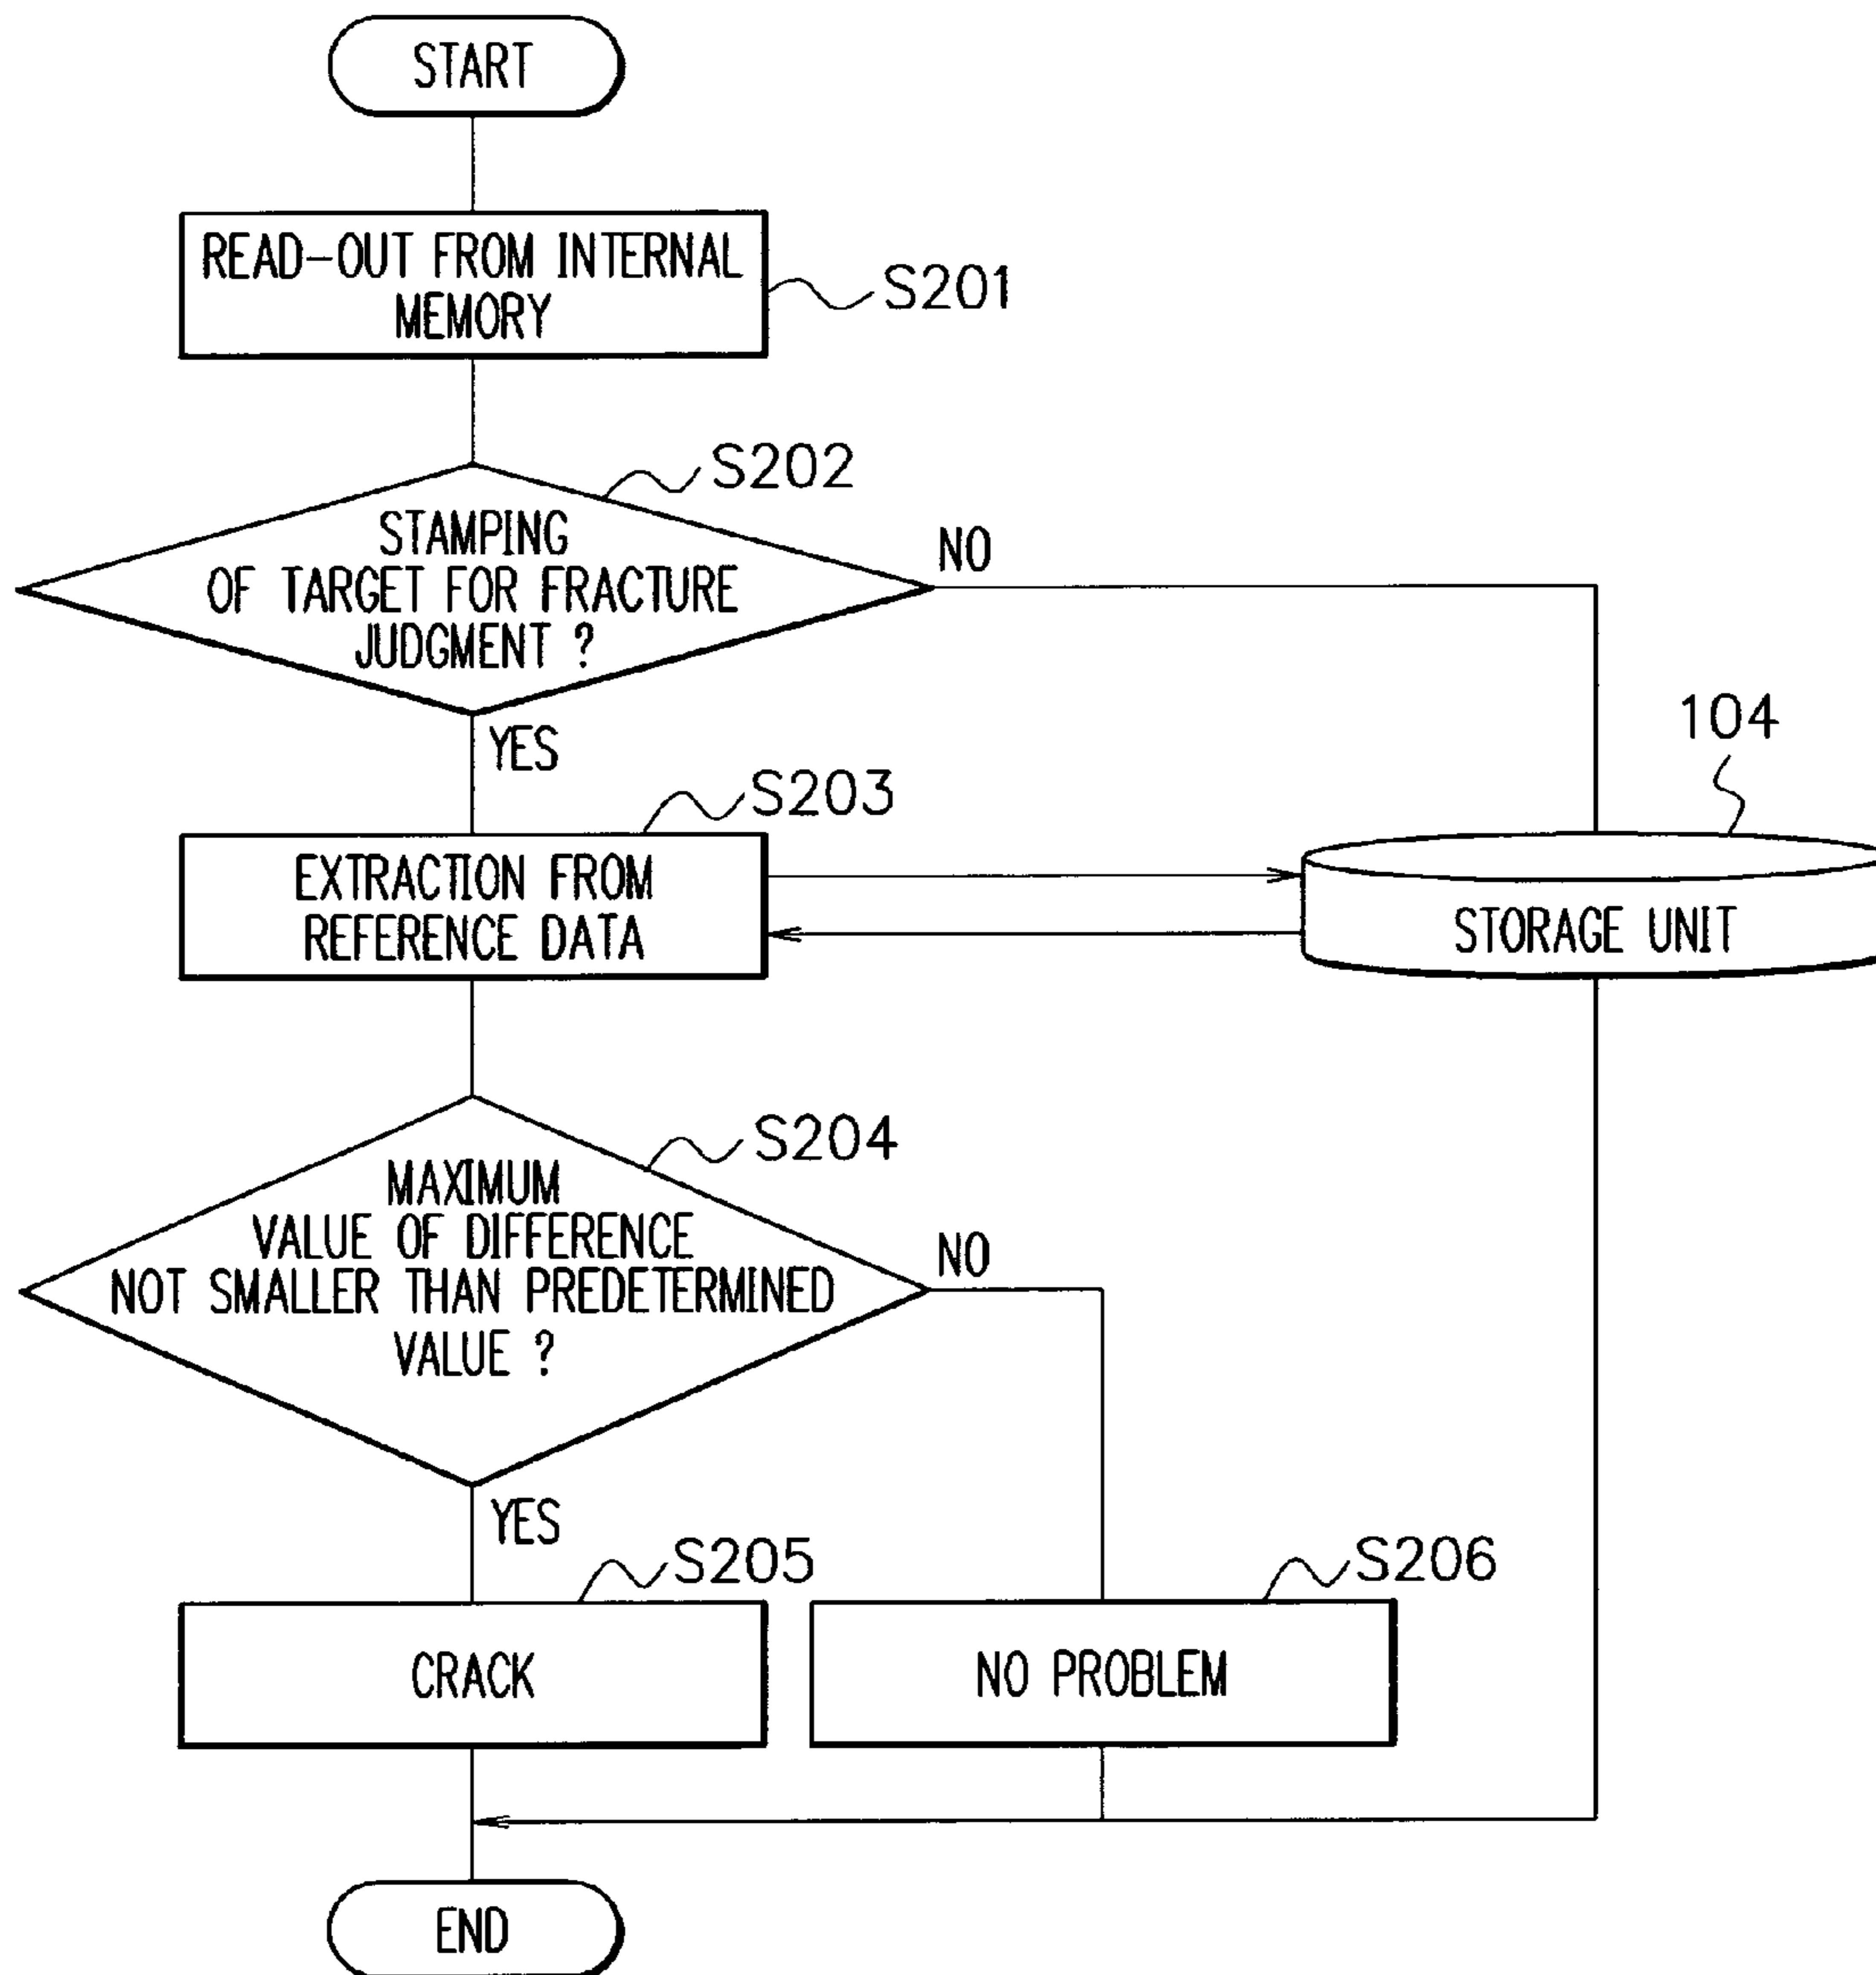 START
READ-OUT FROM INTERNAL
MEMORY
S201
S202
STAMPING
OF TARGET FOR FRACTURE
JUDGMENT ?
NO
YES
S203
104
EXTRACTION FROM
REFERENCE DATA
STORAGE UNIT
S204
MAXIMUM
VALUE OF DIFFERENCE
NOT SMALLER THAN PREDETERMINED
VALUE ?
NO
YES
S205
S206
CRACK
NO PROBLEM
END